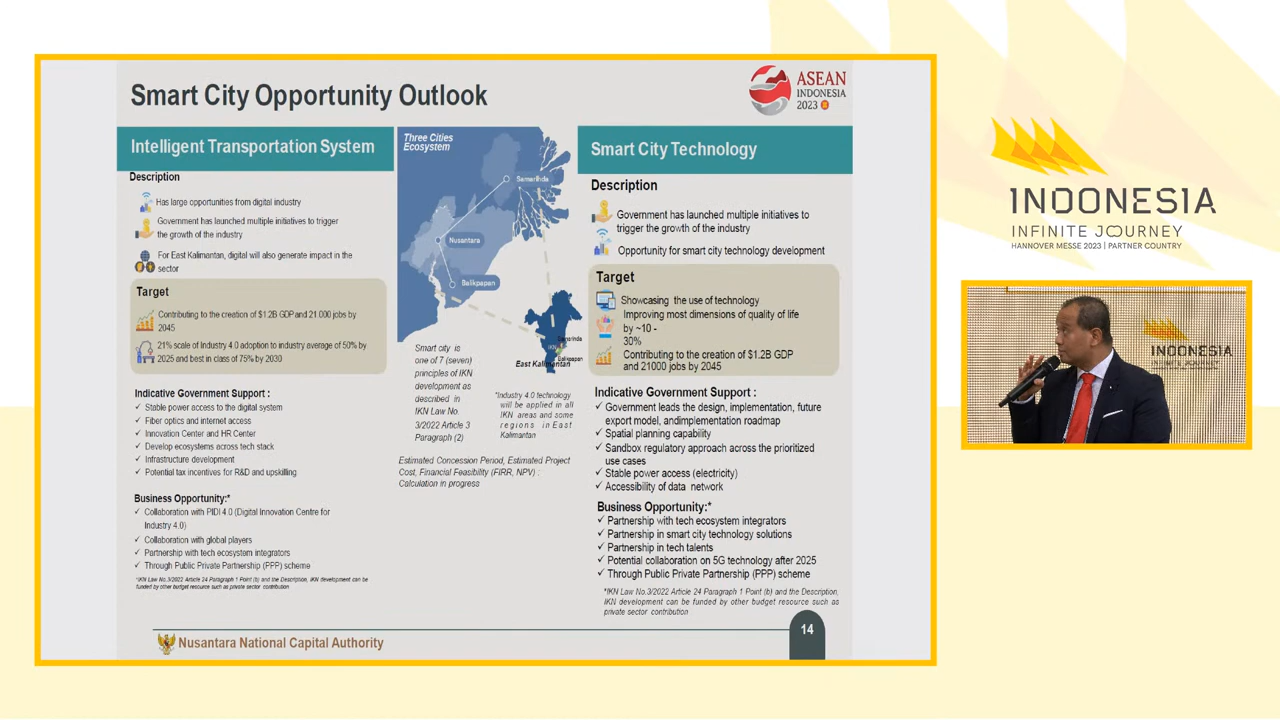 Smart City Opportunity Outlook
ASEAN
INDONESIA
2023
Intelligent Transportation System
Description
Has large opportunities from digital industry
Government has launched multiple initiatives to trigger
the growth of the industry
For East Kalimantan, digital will also generate impact in the
sector
Target
Contributing to the creation of $1.2B GDP and 21.000 jobs by
2045
21% scale of Industry 4.0 adoption to industry average of 50% by
2025 and best in class of 75% by 2030
Indicative Government Support :
✓ Stable power access to the digital system
✓ Fiber optics and internet access
✓ Innovation Center and HR Center
✓ Develop ecosystems across tech stack
✓ Infrastructure development
✓ Potential tax incentives for R&D and upskilling
Business Opportunity:*
✓ Collaboration with PIDI 4.0 (Digital Innovation Centre for
Industry 4.0)
✓ Collaboration with global players
✓ Partnership with tech ecosystem integrators
✓ Through Public Private Partnership (PPP) scheme
*IKN Law No.3/2022 Article 24 Paragraph 1 Point (b) and the Description, IKN development can be
funded by other budget resource such as private sector contribution
Three Cities
Ecosystem
Samarinda
Nusantara
Balikpapan
Samarinda
IKN
Balikpapan
East Kalimantan
Smart city is
one of 7 (seven)
principles of IKN
development as
described in
IKN Law No.
3/2022 Article 3
Paragraph (2)
*Industry 4.0 technology
will be applied in all
IKN areas and some
regions in East
Kalimantan
Estimated Concession Period, Estimated Project
Cost, Financial Feasibility (FIRR, NPV) :
Calculation in progress
Smart City Technology
Description
Government has launched multiple initiatives to
trigger the growth of the industry
Opportunity for smart city technology development
Target
Showcasing the use of technology
Improving most dimensions of quality of life
by ~10 -
30%
Contributing to the creation of $1.2B GDP
and 21000 jobs by 2045
Indicative Government Support :
✓ Government leads the design, implementation, future
export model, andimplementation roadmap
✓ Spatial planning capability
✓ Sandbox regulatory approach across the prioritized
use cases
✓ Stable power access (electricity)
✓ Accessibility of data network
Business Opportunity:*
✓ Partnership with tech ecosystem integrators
✓ Partnership in smart city technology solutions
✓ Partnership in tech talents
✓ Potential collaboration on 5G technology after 2025
✓ Through Public Private Partnership (PPP) scheme
*IKN Law No.3/2022 Article 24 Paragraph 1 Point (b) and the Description,
IKN development can be funded by other budget resource such as
private sector contribution
Nusantara National Capital Authority
14
INDONESIA
INFINITE JOURNEY
HANNOVER MESSE 2023 | PARTNER COUNTRY
INDONESIA